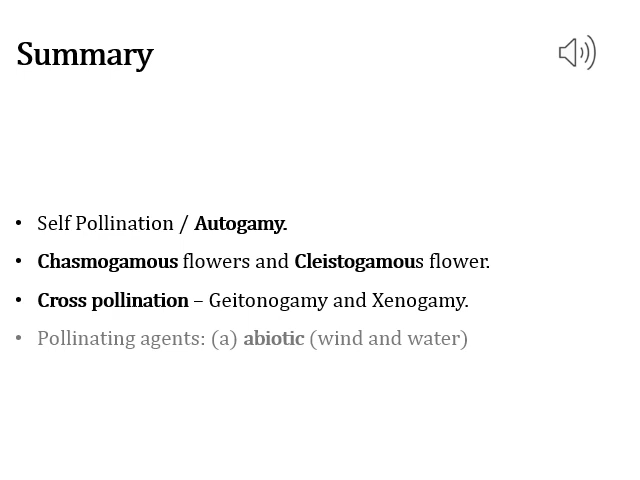 Summary
• Self Pollination / Autogamy.
• Chasmogamous flowers and Cleistogamous flower.
• Cross pollination – Geitonogamy and Xenogamy.
• Pollinating agents: (a) abiotic (wind and water)